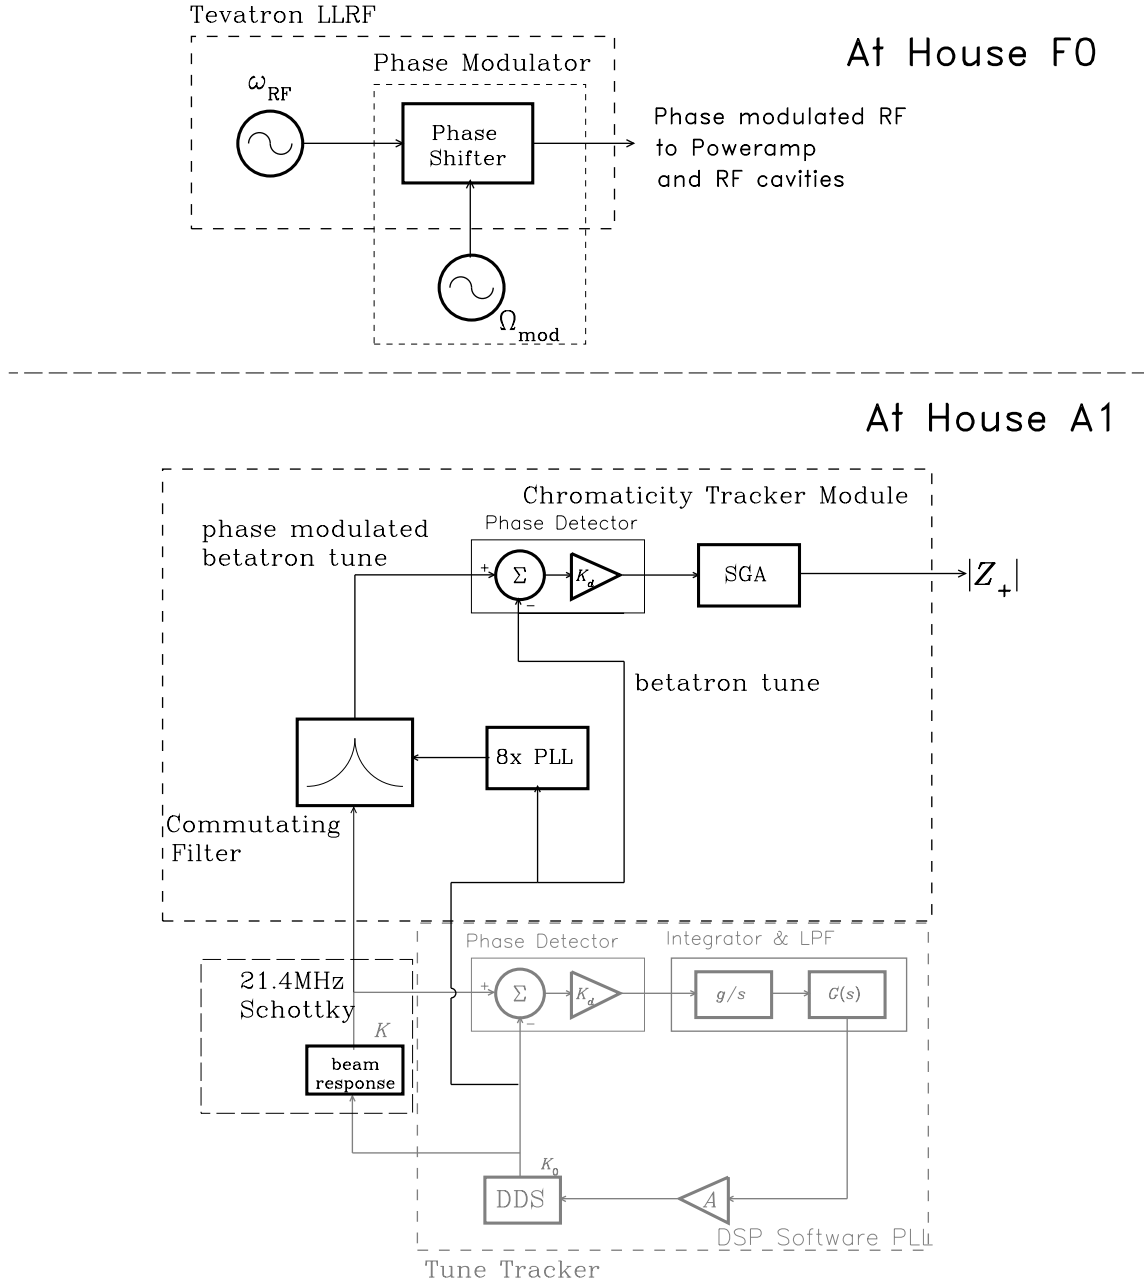 Tevatron LLRF
At House F0
Phase Modulator
ω_RF
Phase modulated RF
to Poweramp
and RF cavities
Phase
Shifter
Ω_mod
At House A1
Chromaticity Tracker Module
Phase Detector
phase modulated
betatron tune
+
Σ
K_d
SGA
|Z_+|
−
betatron tune
8x PLL
Commutating
Filter
Phase Detector
Integrator & LPF
21.4MHz
Schottky
+
Σ
K_d
g/s
G(s)
−
K
beam
response
K_0
DDS
A
DSP Software PLL
Tune Tracker